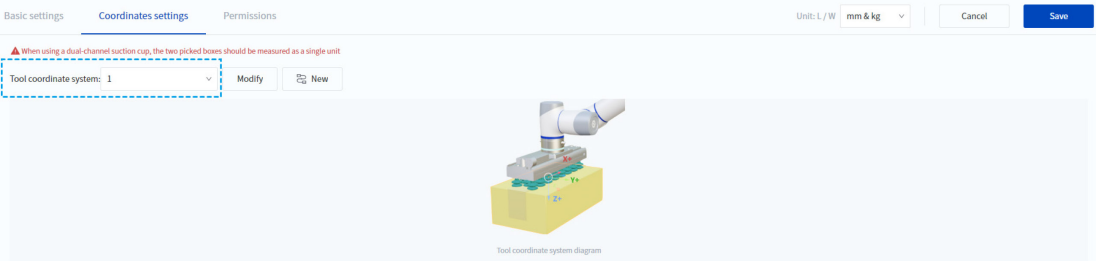 Basic settings Coordinates settings Permissions Unit: L / W mm & kg Cancel Save
When using a dual-channel suction cup, the two picked boxes should be measured as a single unit
Tool coordinate system: 1 Modify New
X+
Y+
Z+
Tool coordinate system diagram